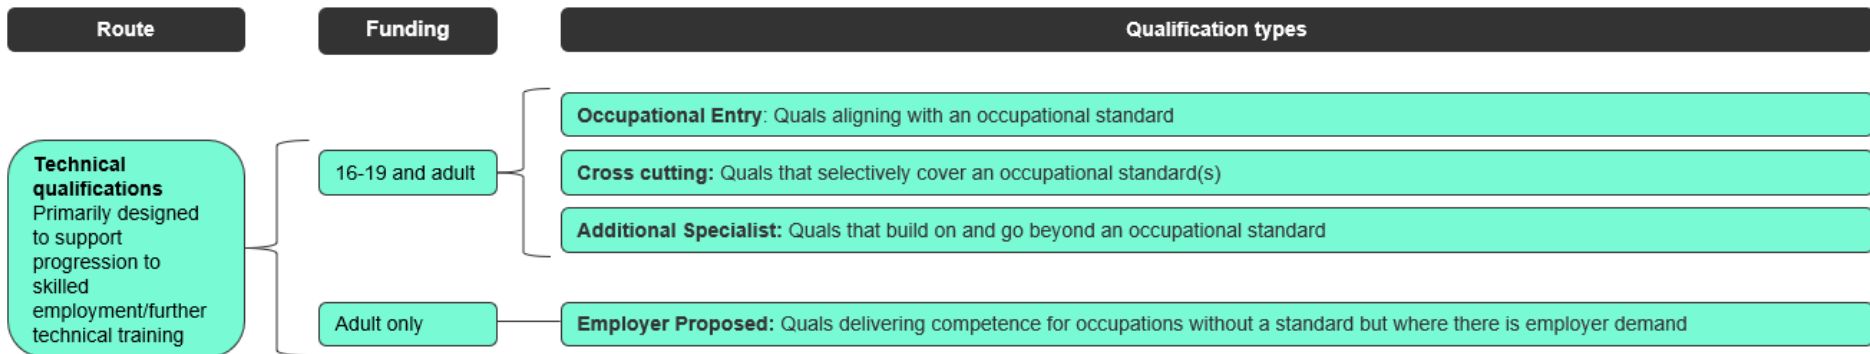 Route
Funding
Qualification types
Technical
qualifications
Primarily designed
to support
progression to
skilled
employment/further
technical training
16-19 and adult
Occupational Entry: Quals aligning with an occupational standard
Cross cutting: Quals that selectively cover an occupational standard(s)
Additional Specialist: Quals that build on and go beyond an occupational standard
Adult only
Employer Proposed: Quals delivering competence for occupations without a standard but where there is employer demand